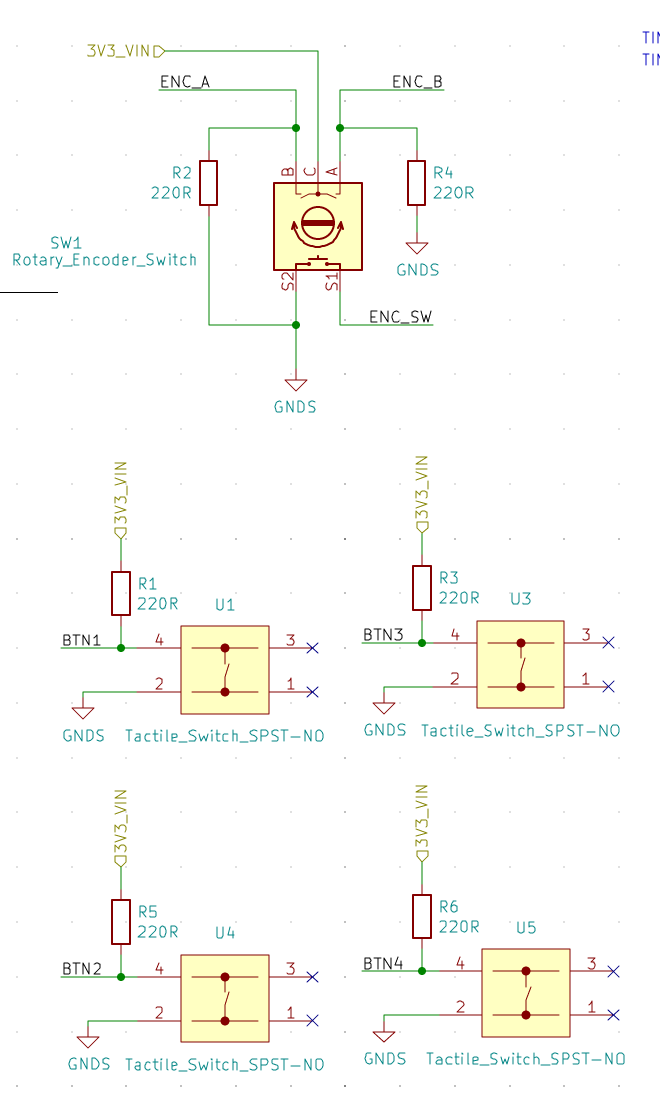 TIM
TIM
3V3_VIN
ENC_A
ENC_B
B
C
A
R2
220R
R4
220R
SW1
Rotary_Encoder_Switch
GNDS
S2
S1
ENC_SW
GNDS
3V3_VIN
R1
220R
U1
BTN1
4
3
2
1
GNDS
Tactile_Switch_SPST-NO
3V3_VIN
R3
220R
U3
BTN3
4
3
2
1
GNDS
Tactile_Switch_SPST-NO
3V3_VIN
R5
220R
U4
BTN2
4
3
2
1
GNDS
Tactile_Switch_SPST-NO
3V3_VIN
R6
220R
U5
BTN4
4
3
2
1
GNDS
Tactile_Switch_SPST-NO